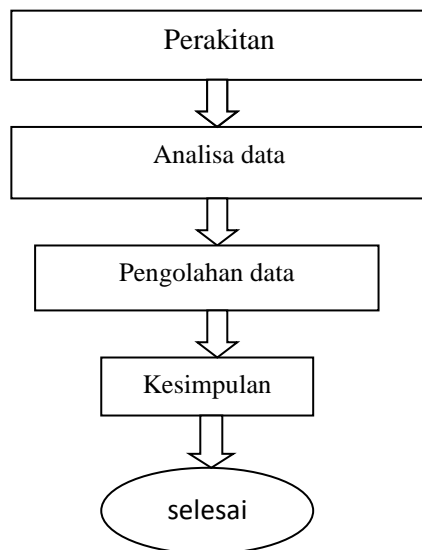 Perakitan
Analisa data
Pengolahan data
Kesimpulan
selesai